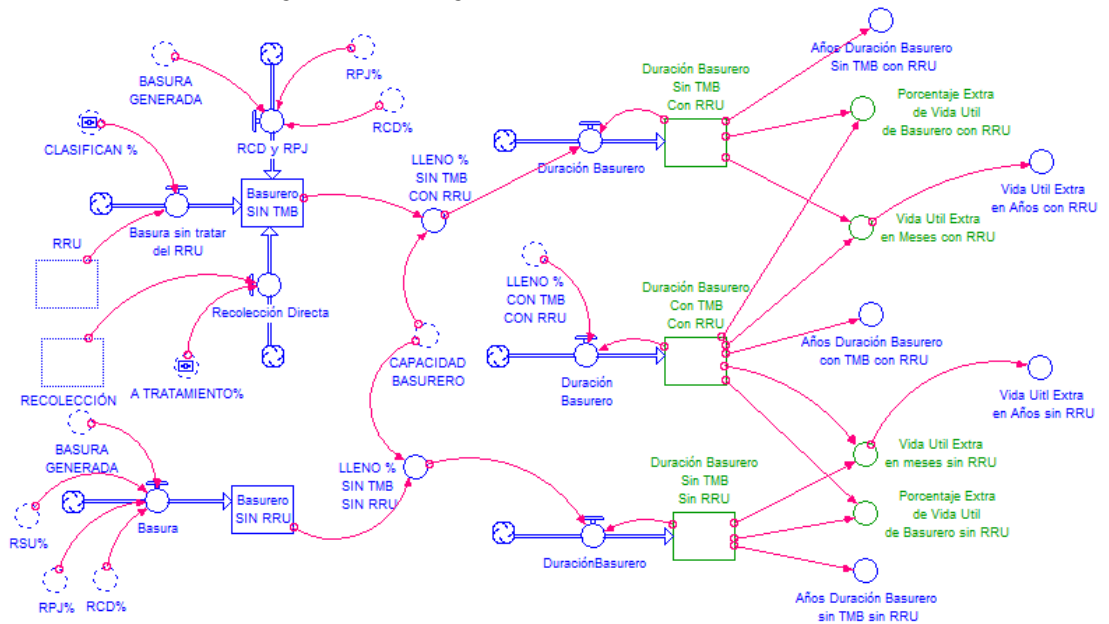 BASURA
GENERADA
RPJ%
RCD%
RCD y RPJ
CLASIFICAN %
Basurero
SIN TMB
Basura sin tratar
del RRU
RRU
Recolección Directa
RECOLECCIÓN
A TRATAMIENTO%
LLENO %
SIN TMB
CON RRU
CAPACIDAD
BASURERO
BASURA
GENERADA
RSU%
RPJ%
RCD%
Basura
Basurero
SIN RRU
LLENO %
SIN TMB
SIN RRU
Duración Basurero
Sin TMB
Con RRU
Duración Basurero
Años Duración Basurero
Sin TMB con RRU
Porcentaje Extra
de Vida Util
de Basurero con RRU
Vida Util Extra
en Años con RRU
Vida Util Extra
en Meses con RRU
LLENO %
CON TMB
CON RRU
Duración Basurero
Con TMB
Con RRU
Duración
Basurero
Años Duración Basurero
con TMB con RRU
Vida Uitl Extra
en Años sin RRU
Vida Util Extra
en meses sin RRU
Duración Basurero
Sin TMB
Sin RRU
DuraciónBasurero
Porcentaje Extra
de Vida Util
de Basurero sin RRU
Años Duración Basurero
sin TMB sin RRU